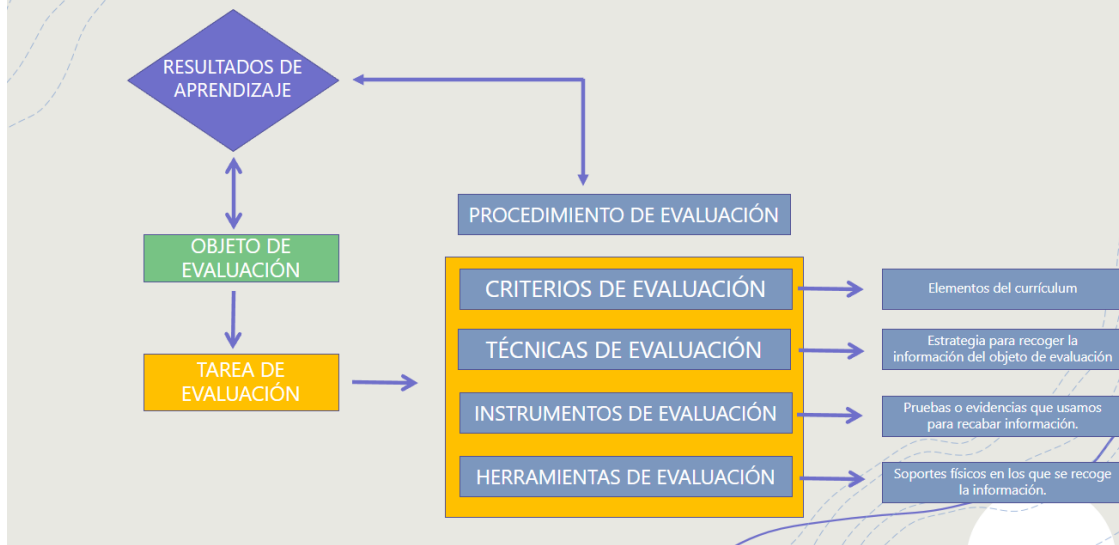 RESULTADOS DE
APRENDIZAJE
PROCEDIMIENTO DE EVALUACIÓN
OBJETO DE
EVALUACIÓN
TAREA DE
EVALUACIÓN
CRITERIOS DE EVALUACIÓN
Elementos del currículum
TÉCNICAS DE EVALUACIÓN
Estrategia para recoger la
información del objeto de evaluación
INSTRUMENTOS DE EVALUACIÓN
Pruebas o evidencias que usamos
para recabar información.
HERRAMIENTAS DE EVALUACIÓN
Soportes físicos en los que se recoge
la información.